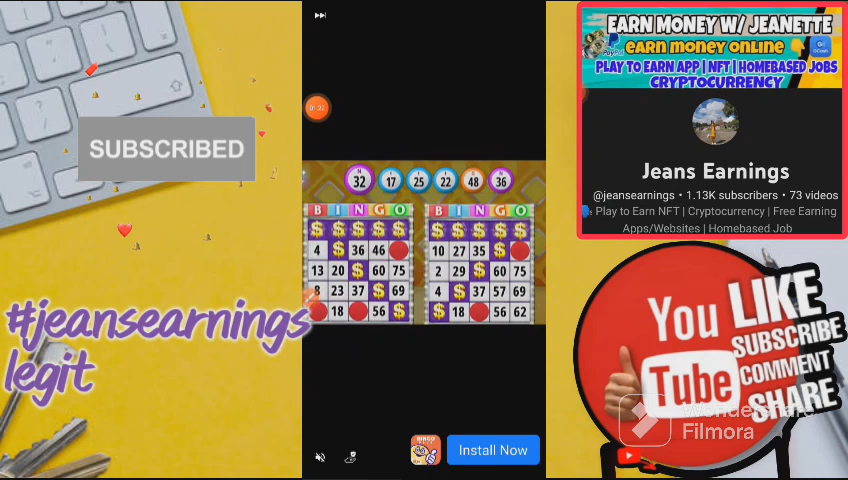 SUBSCRIBED
#jeansearnings
legit
01:02
N
32
I
17
I
25
I
22
G
48
N
36
B I N G O
$ $ $ $ $
4 $ 36 46
13 20 $ 60 75
8 23 37 $ 69
18 56 $
B I N G O
$ $ $ $ $
10 27 35 $
2 29 $ 60 75
4 $ 37 57 69
$ 18 56 62
BINGO
Install Now
EARN MONEY W/ JEANETTE
PayPal
earn money online
GCash
PLAY TO EARN APP | NFT | HOMEBASED JOBS
CRYPTOCURRENCY
Jeans Earnings
@jeansearnings • 1.13K subscribers • 73 videos
Play to Earn NFT | Cryptocurrency | Free Earning
Apps/Websites | Homebased Job
You
Tube
LIKE
SUBSCRIBE
COMMENT
SHARE
Wondershare
Filmora